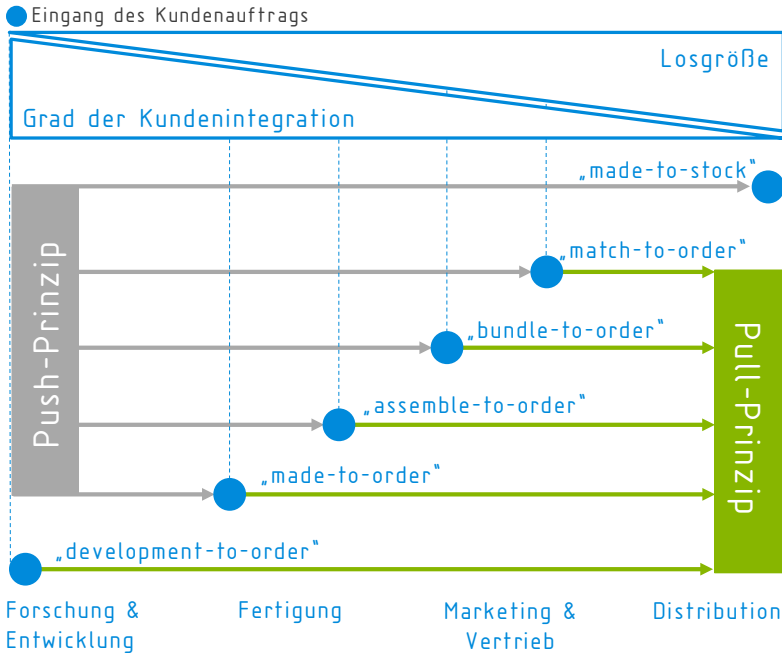 Eingang des Kundenauftrags
Losgröße
Grad der Kundenintegration
„made-to-stock“
„match-to-order“
„bundle-to-order“
„assemble-to-order“
„made-to-order“
„development-to-order“
Push-Prinzip
Pull-Prinzip
Forschung &
Entwicklung
Fertigung
Marketing &
Vertrieb
Distribution